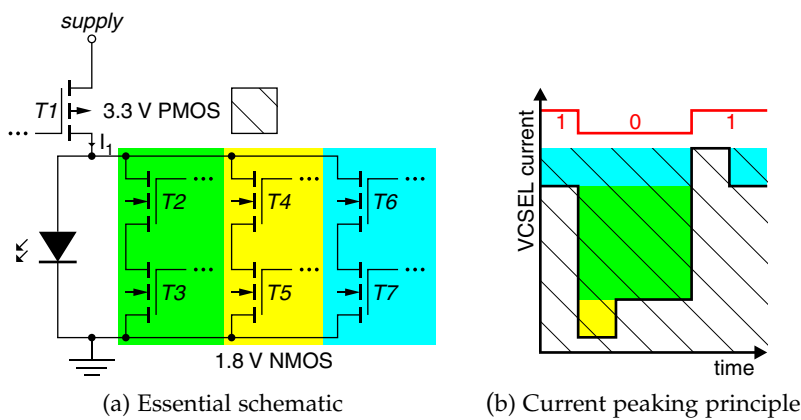 supply
T1
3.3 V PMOS
...
I1
T2
...
T4
...
T6
...
T3
...
T5
...
T7
...
1.8 V NMOS
(a) Essential schematic
1
0
1
VCSEL current
time
(b) Current peaking principle